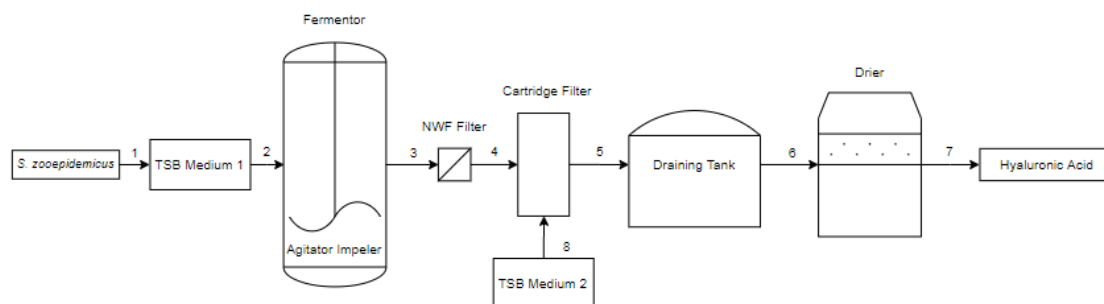 Fermentor
Drier
Cartridge Filter
NWF Filter
S. zooepidemicus
1
TSB Medium 1
2
3
4
5
Draining Tank
6
7
Hyaluronic Acid
Agitator Impeler
8
TSB Medium 2